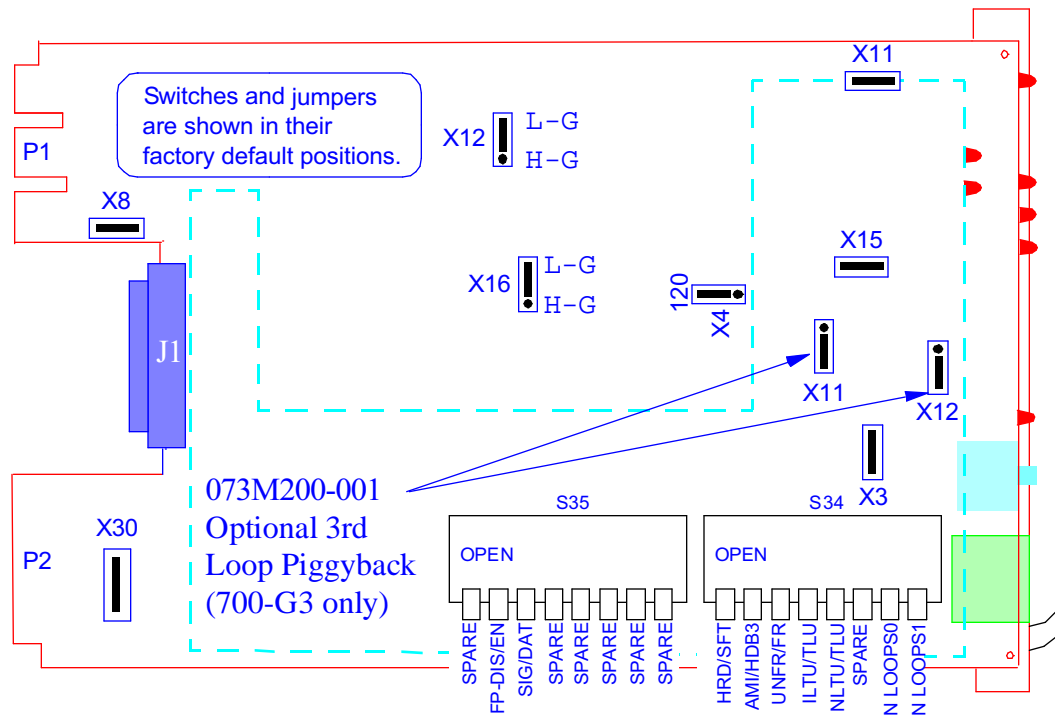 X11
Switches and jumpers
are shown in their
factory default positions.
X12
L-G
H-G
P1
X8
X15
X16
L-G
H-G
120
X4
J1
X11
X12
X3
073M200-001
Optional 3rd
Loop Piggyback
(700-G3 only)
S35
S34
X30
P2
OPEN
OPEN
SPARE
FP-DIS/EN
SIG/DAT
SPARE
SPARE
SPARE
SPARE
SPARE
HRD/SFT
AMI/HDB3
UNFR/FR
ILTU/TLU
NLTU/TLU
SPARE
N LOOPS0
N LOOPS1